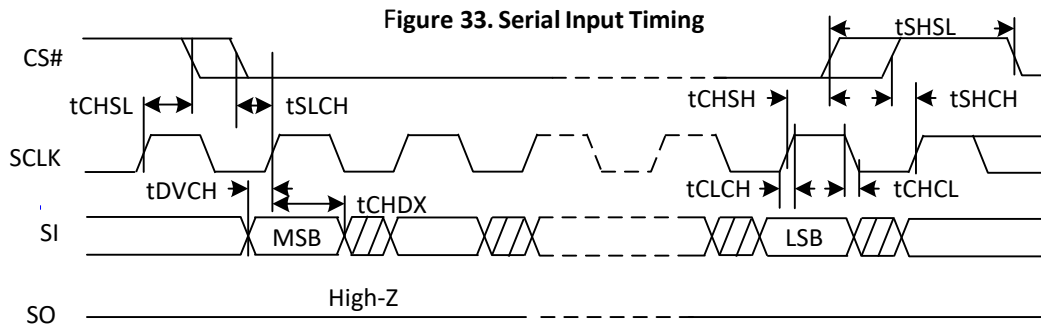 Figure 33. Serial Input Timing
tSHSL
CS#
tCHSL
tSLCH
tCHSH
tSHCH
SCLK
tDVCH
tCHDX
tCLCH
tCHCL
SI
MSB
LSB
High-Z
SO